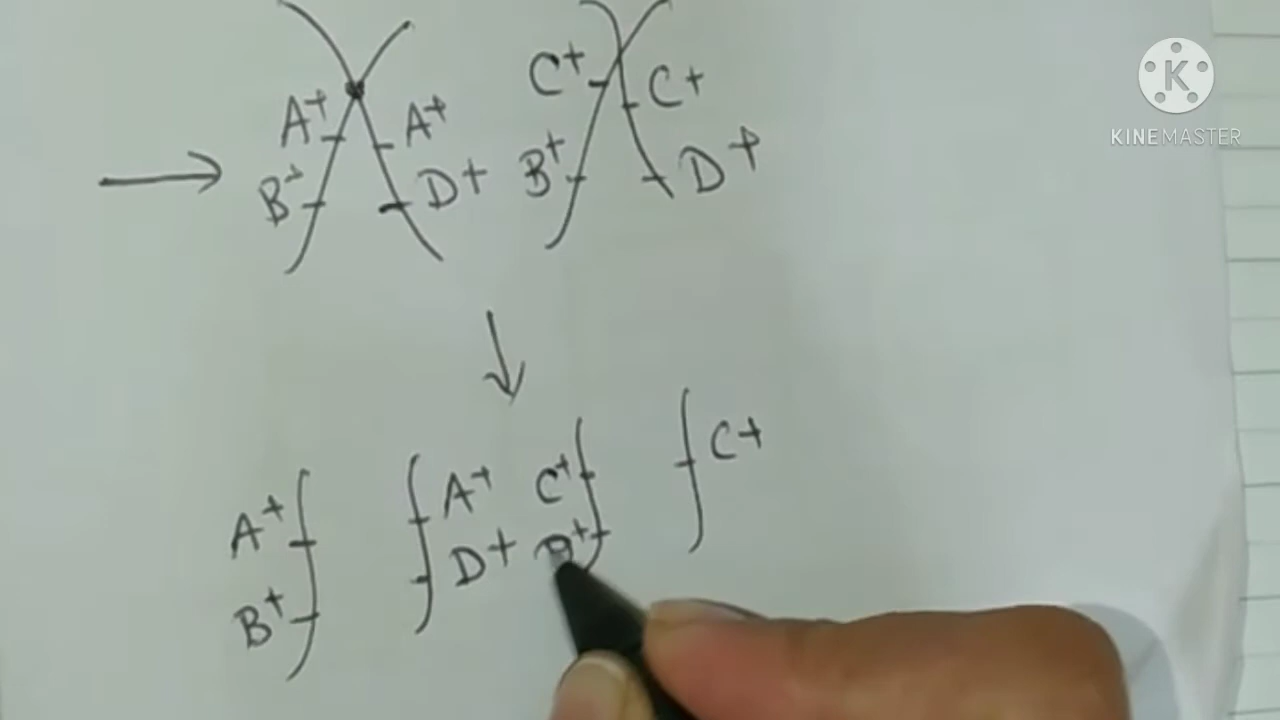 A+ A+ C+ C+
B+ D+ B+ D+
A+ A+ C+ C+
B+ D+ B+
K
KINEMASTER